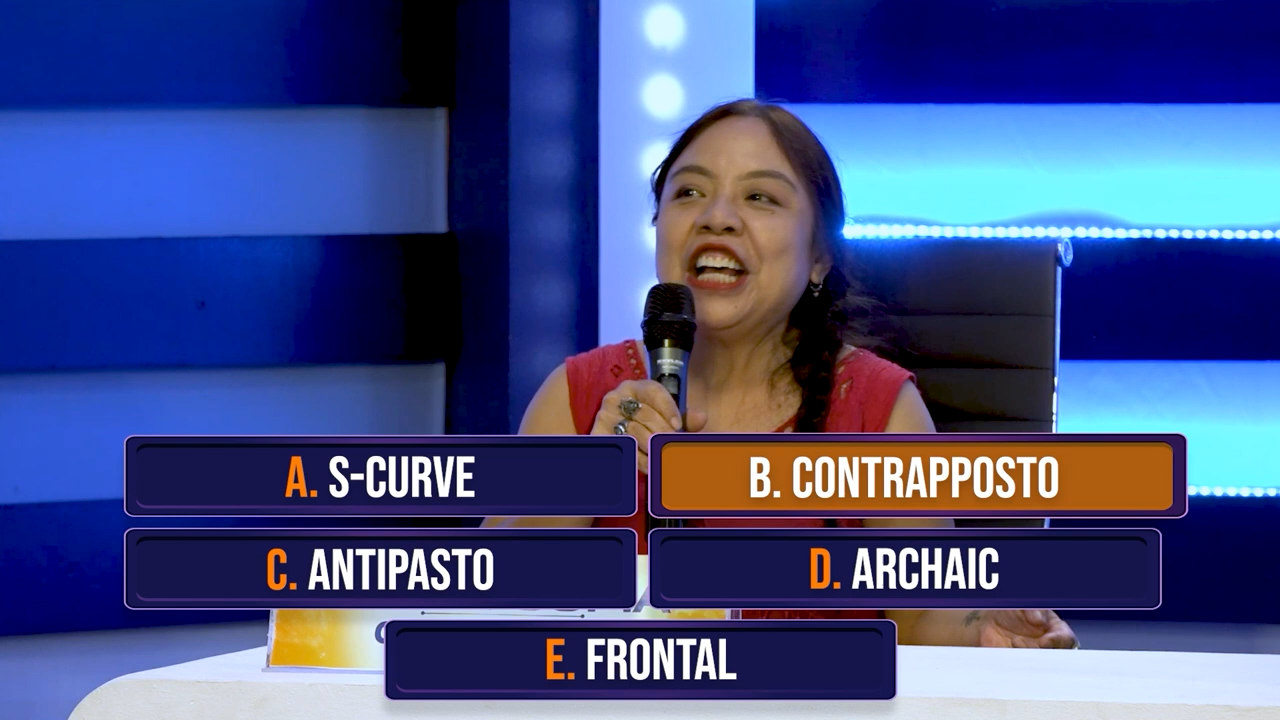 A. S-CURVE
B. CONTRAPPOSTO
C. ANTIPASTO
D. ARCHAIC
E. FRONTAL